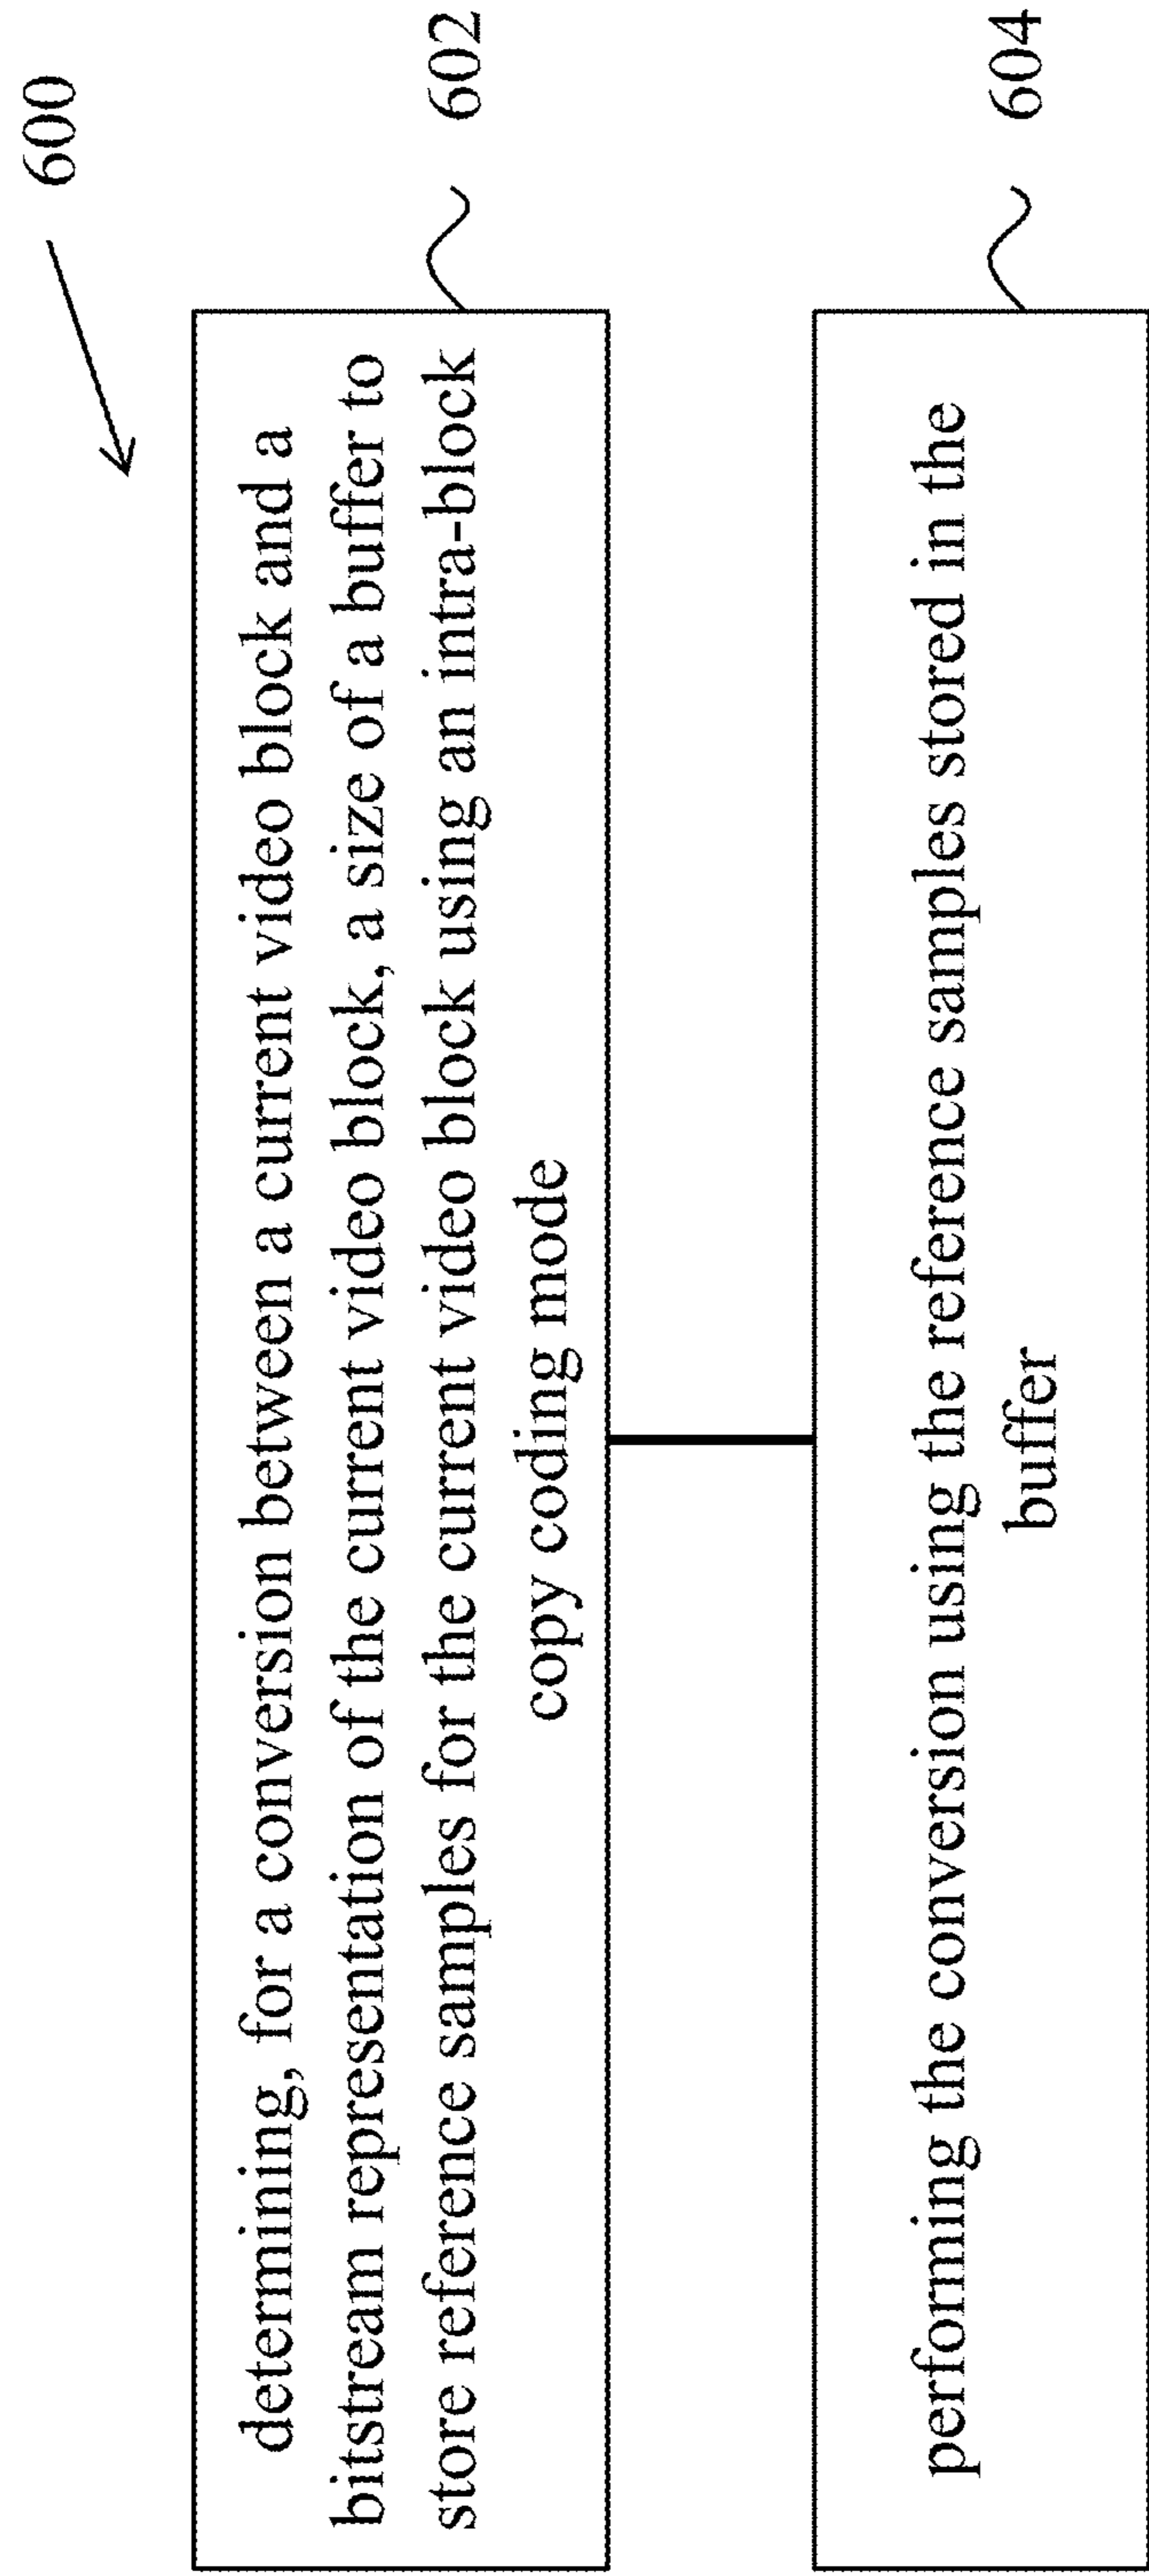 600
determining, for a conversion between a current video block and a
bitstream representation of the current video block, a size of a buffer to
store reference samples for the current video block using an intra-block
copy coding mode
602
performing the conversion using the reference samples stored in the
buffer
604